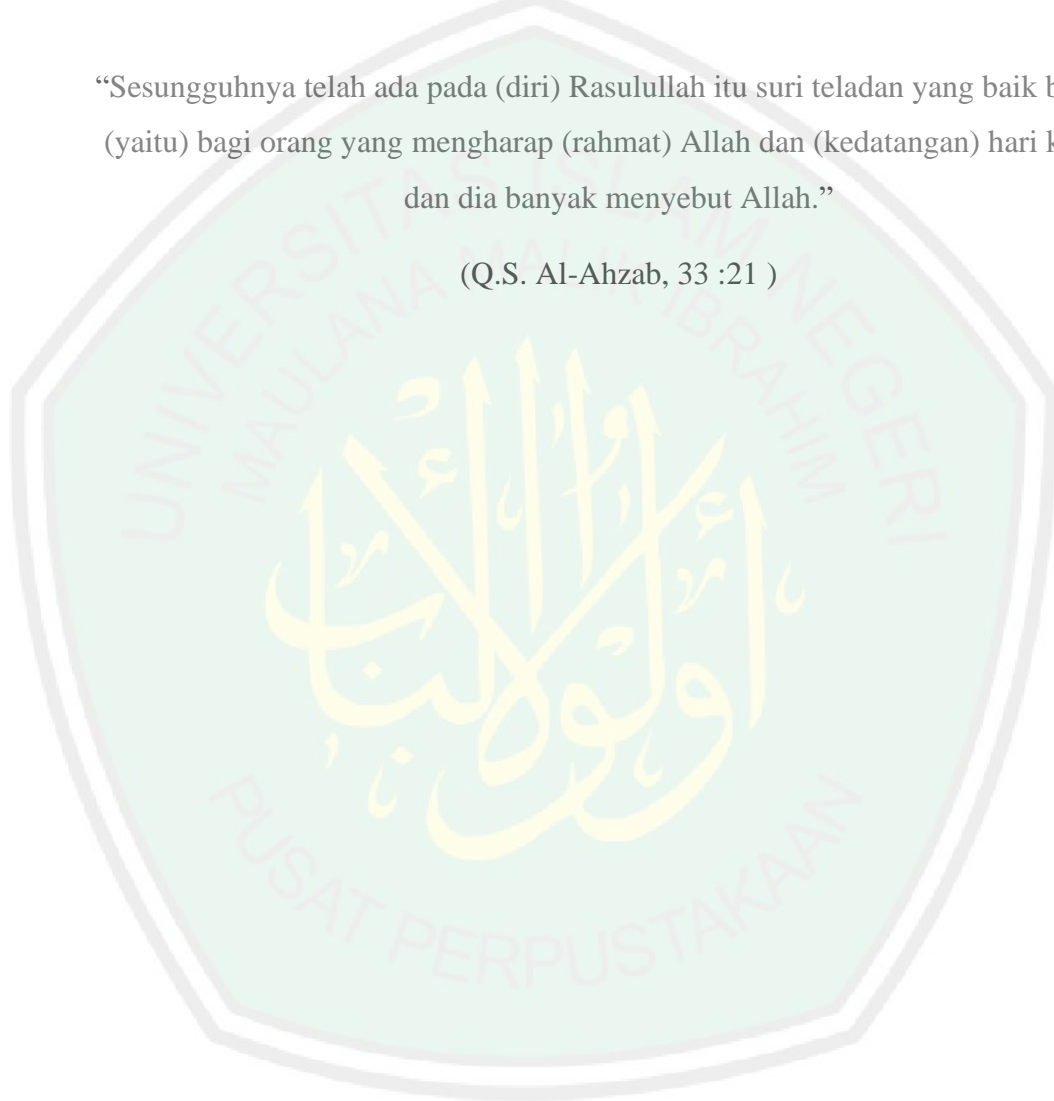 “Sesungguhnya telah ada pada (diri) Rasulullah itu suri teladan yang baik
(yaitu) bagi orang yang mengharap (rahmat) Allah dan (kedatangan) hari
dan dia banyak menyebut Allah.”
(Q.S. Al-Ahzab, 33 :21 )
UNIVERSITAS ISLAM NEGERI
MAULANA MALIK IBRAHIM
أولوا الألباب
PUSAT PERPUSTAKAAN